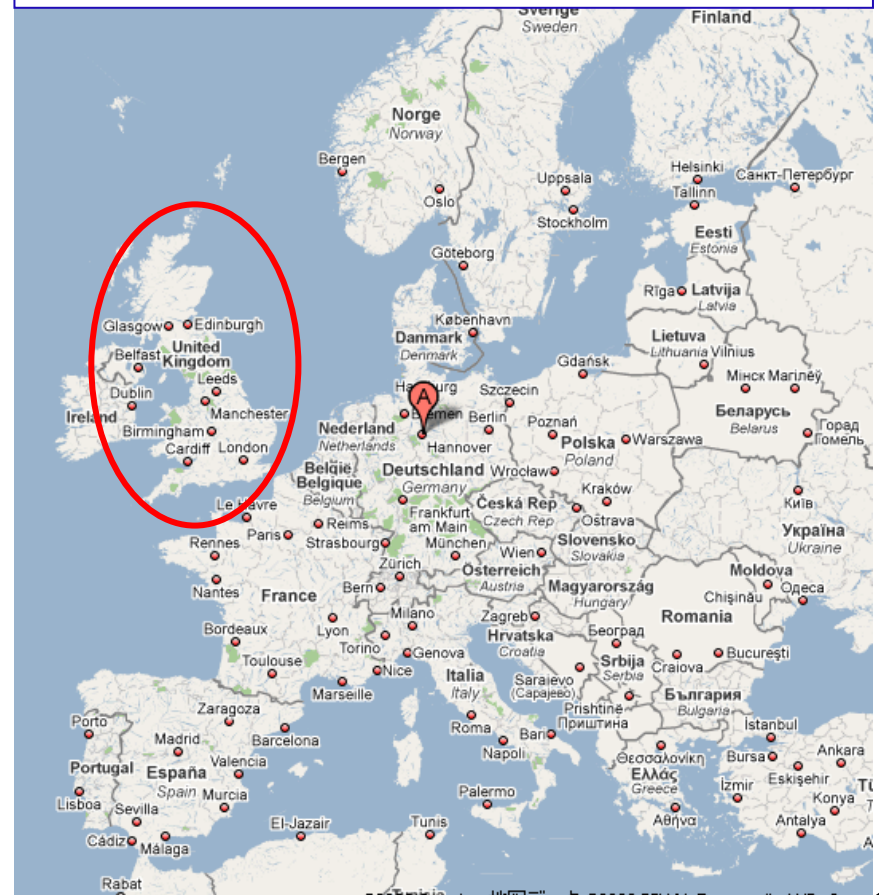 Sverige
Sweden
Finland
Norge
Norway
Bergen
Oslo
Uppsala
Stockholm
Helsinki
Tallinn
Санкт-Петербург
Eesti
Estonia
Göteborg
Rīga
Latvija
Latvia
Glasgow
Edinburgh
København
Danmark
Denmark
Lietuva
Lithuania
Vilnius
Belfast
United
Kingdom
Leeds
Gdańsk
Мінск
Магілёў
Dublin
Ireland
Manchester
A
Bremen
Berlin
Szczecin
Беларусь
Belarus
Birmingham
Nederland
Netherlands
Hannover
Poznań
Polska
Poland
Warszawa
Горад
Гомель
Cardiff
London
België
Belgique
Belgium
Deutschland
Germany
Wrocław
Kraków
Київ
Le Havre
Reims
Frankfurt
am Main
Česká Rep
Czech Rep
Ostrava
Україна
Ukraine
Rennes
Paris
Strasbourg
München
Wien
Slovensko
Slovakia
Nantes
France
Zürich
Bern
Österreich
Austria
Magyarország
Hungary
Moldova
Chişinău
Одеса
Bordeaux
Lyon
Milano
Torino
Zagreb
Hrvatska
Croatia
Београд
Romania
Toulouse
Genova
Nice
Marseille
Italia
Italy
Sarajevo
(Сарајево)
Srbija
Serbia
Craiova
Bucureşti
Zaragoza
Porto
Madrid
Barcelona
Roma
Napoli
Bari
Prishtinë
Приштина
България
Bulgaria
İstanbul
Portugal
España
Spain
Valencia
Θεσσαλονίκη
Ελλάς
Greece
Bursa
Ankara
Eskişehir
Lisboa
Sevilla
Murcia
Palermo
Αθήνα
İzmir
Konya
Cádiz
Málaga
El-Jazair
Tunis
Antalya
Rabat